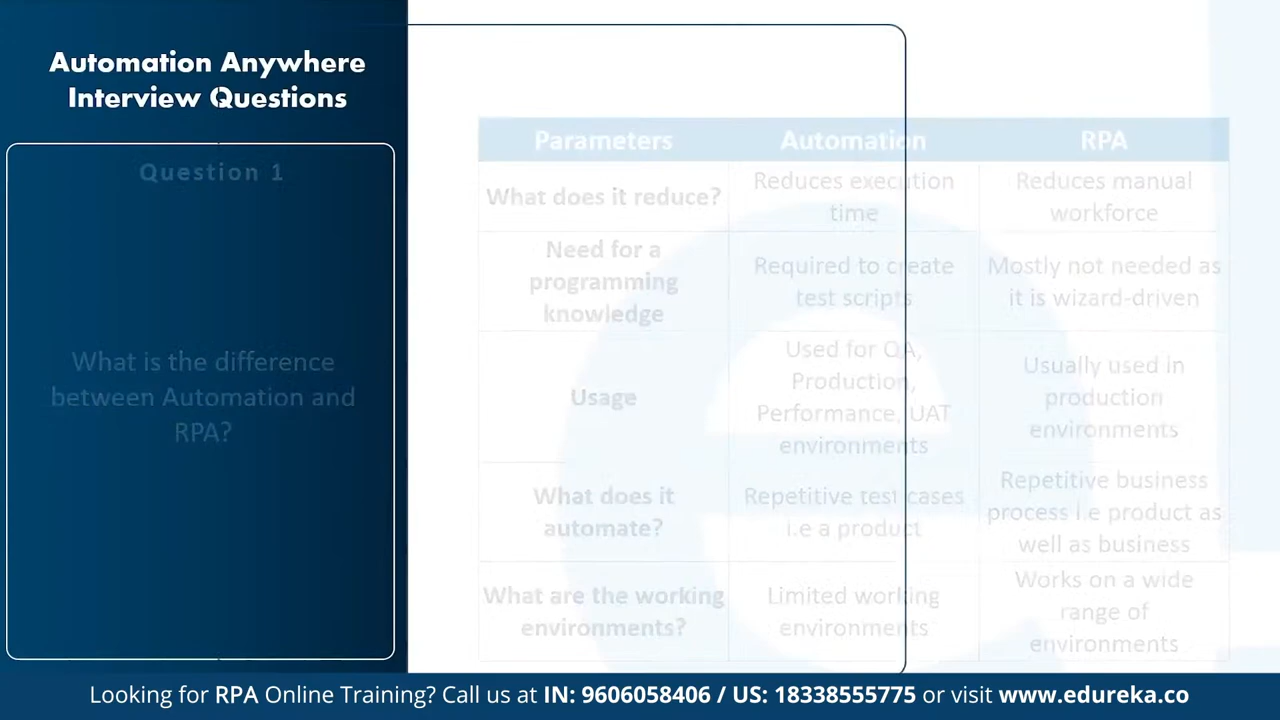 Automation Anywhere
Interview Questions
Question 1
What is the difference
between Automation and
RPA?
Parameters Automation RPA
What does it reduce? Reduces execution time Reduces manual workforce
Need for a programming knowledge Required to create test scripts Mostly not needed as it is wizard-driven
Usage Used for QA, Production, Performance, UAT environments Usually used in production environments
What does it automate? Repetitive test cases i.e a product Repetitive business process i.e product as well as business
What are the working environments? Limited working environments Works on a wide range of environments
Looking for RPA Online Training? Call us at IN: 9606058406 / US: 18338555775 or visit www.edureka.co